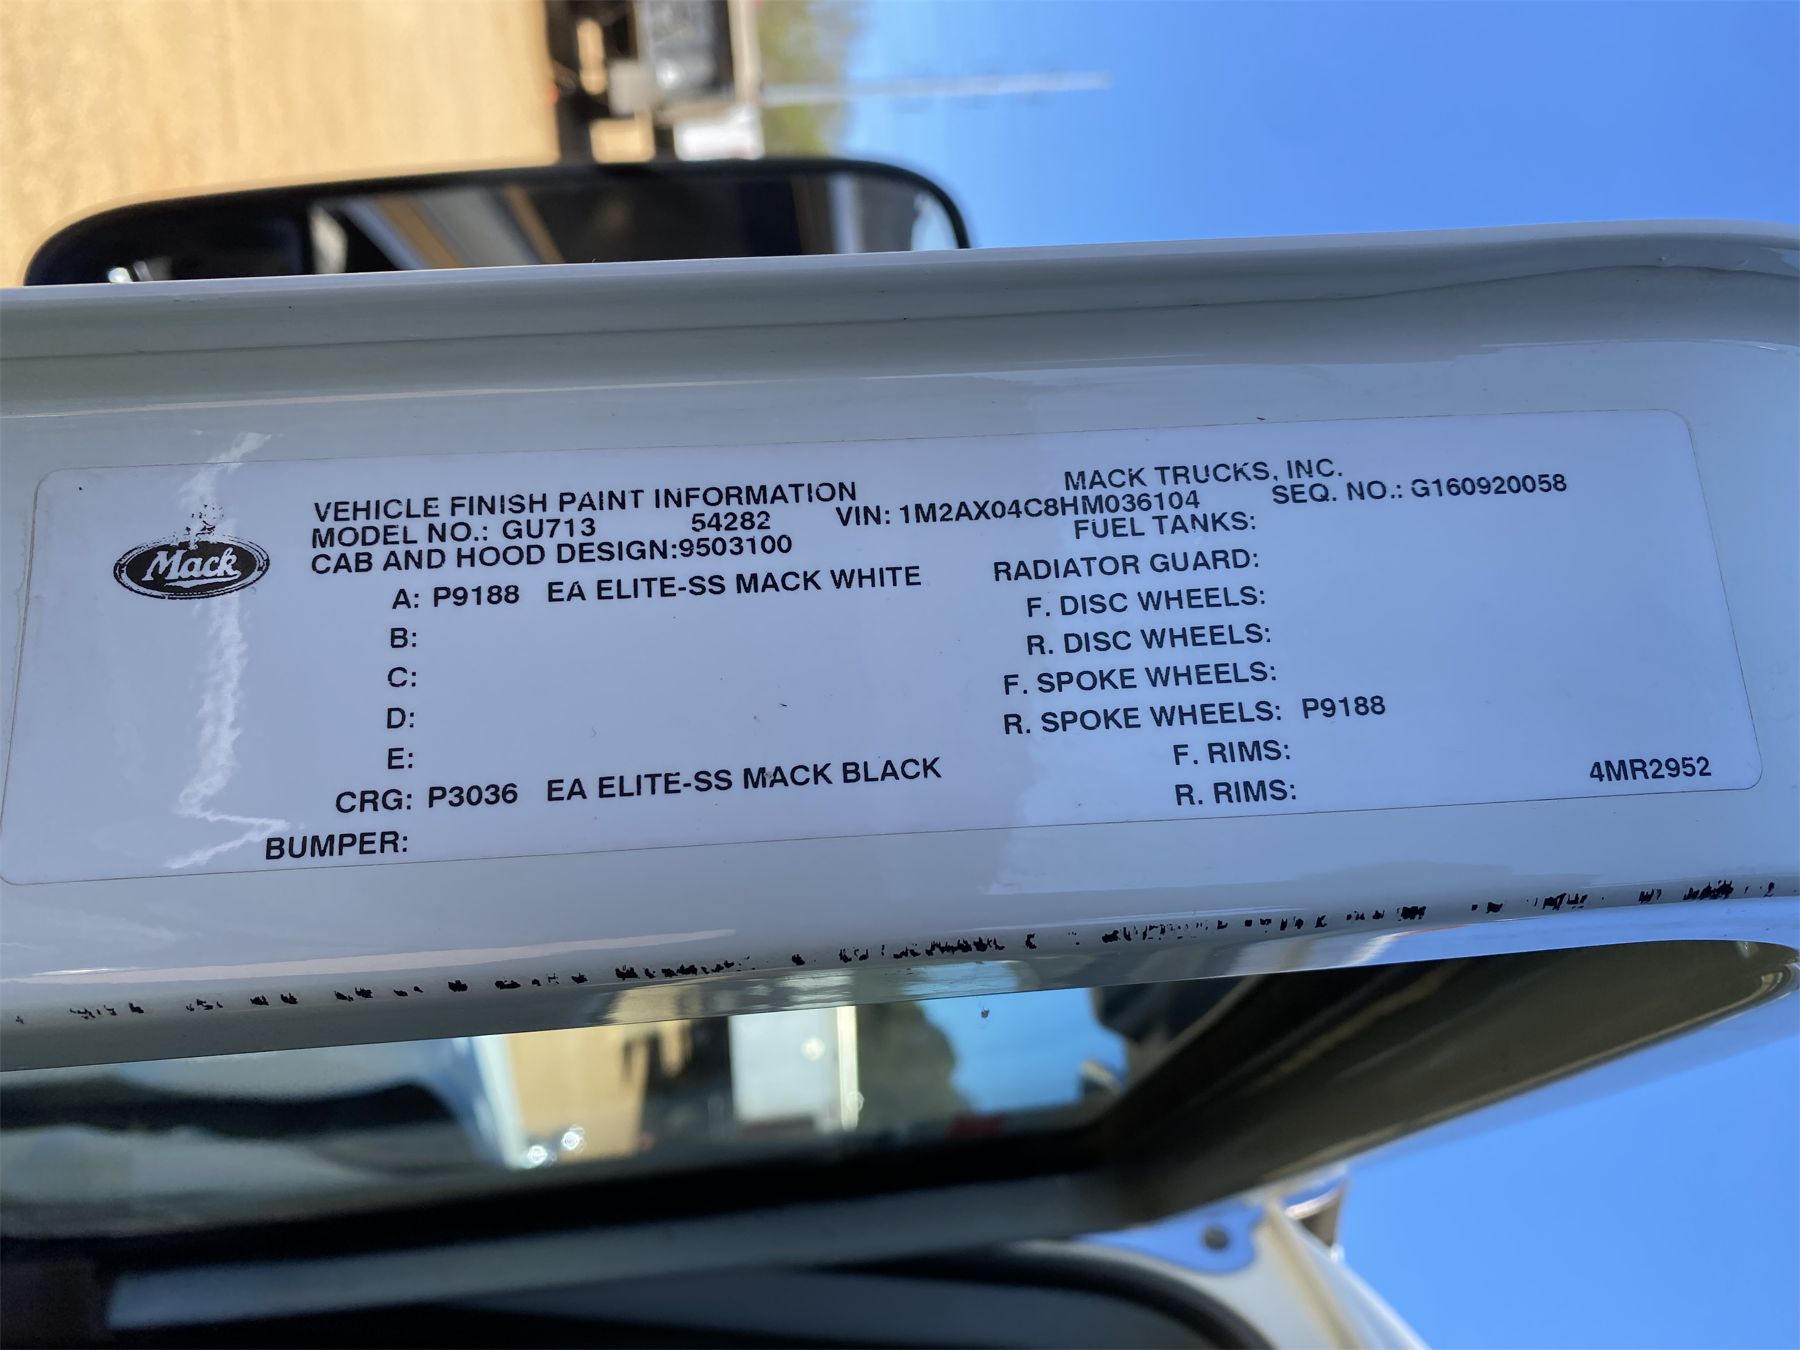 Mack
VEHICLE FINISH PAINT INFORMATION MACK TRUCKS, INC.
MODEL NO.: GU713 54282 VIN: 1M2AX04C8HM036104 SEQ. NO.: G160920058
CAB AND HOOD DESIGN:9503100 FUEL TANKS:
A: P9188 EA ELITE-SS MACK WHITE RADIATOR GUARD:
B: F. DISC WHEELS:
C: R. DISC WHEELS:
D: F. SPOKE WHEELS:
E: R. SPOKE WHEELS: P9188
CRG: P3036 EA ELITE-SS MACK BLACK F. RIMS:
BUMPER: R. RIMS: 4MR2952